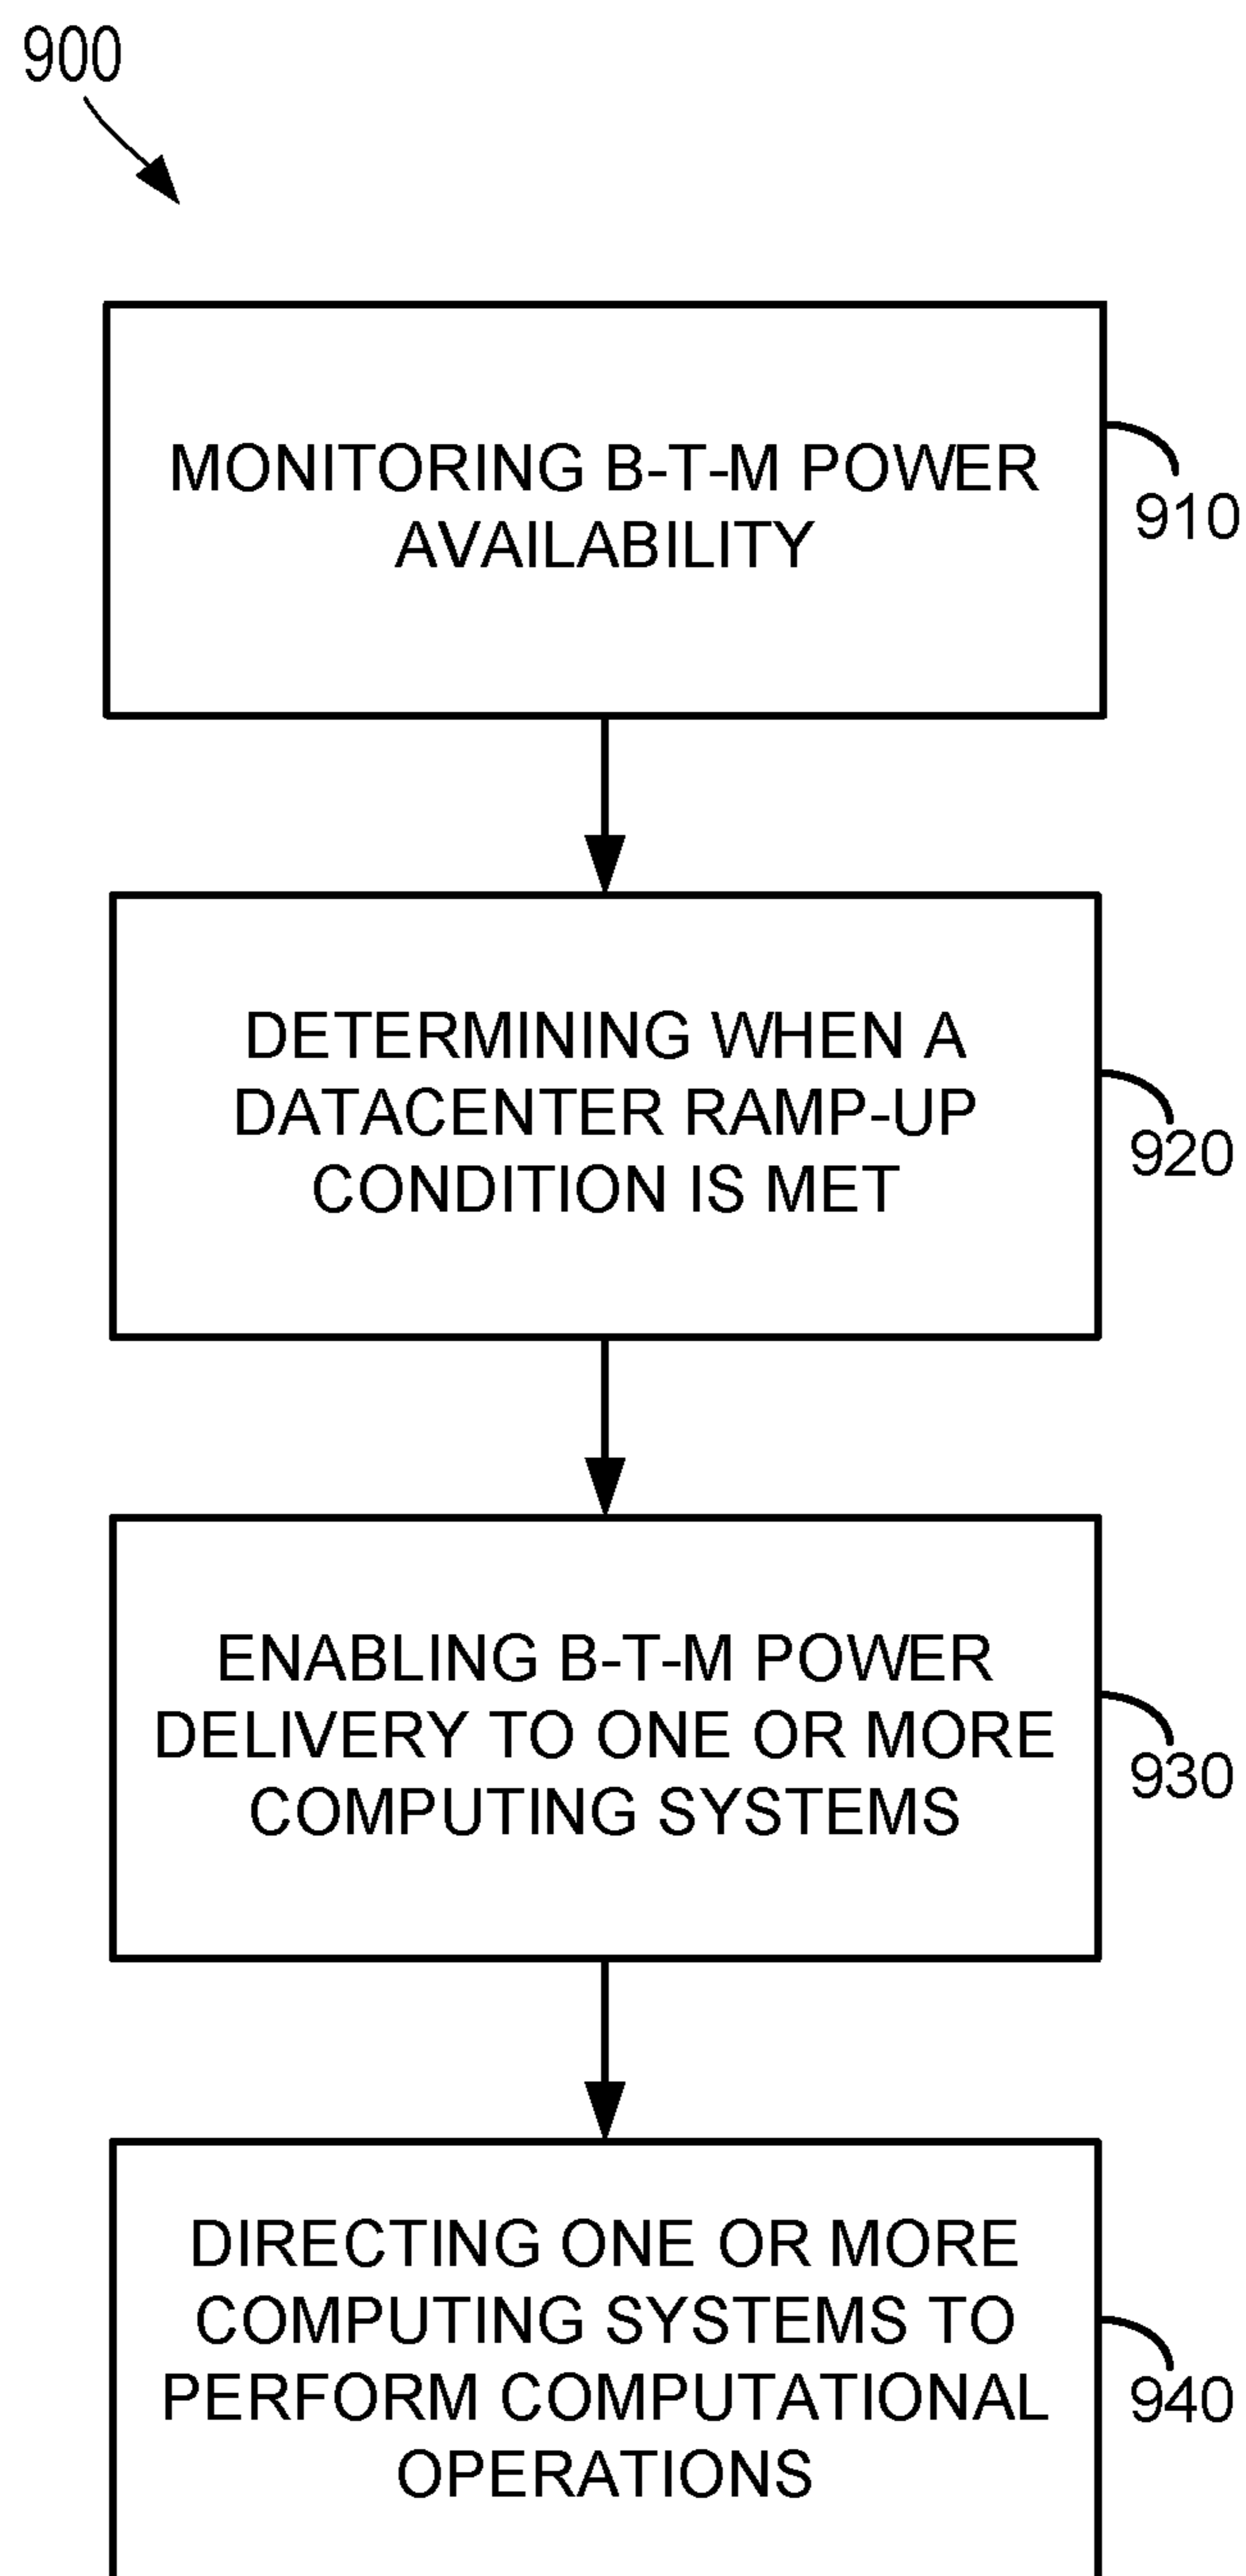 900
MONITORING B-T-M POWER
AVAILABILITY
910
DETERMINING WHEN A
DATACENTER RAMP-UP
CONDITION IS MET
920
ENABLING B-T-M POWER
DELIVERY TO ONE OR MORE
COMPUTING SYSTEMS
930
DIRECTING ONE OR MORE
COMPUTING SYSTEMS TO
PERFORM COMPUTATIONAL
OPERATIONS
940